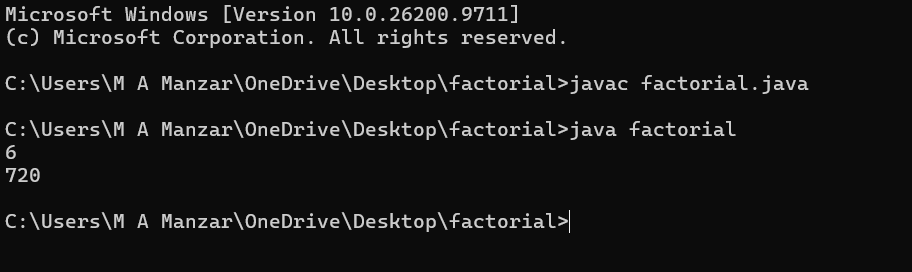 Microsoft Windows [Version 10.0.26200.9711]
(c) Microsoft Corporation. All rights reserved.
C:\Users\M A Manzar\OneDrive\Desktop\factorial>javac factorial.java
C:\Users\M A Manzar\OneDrive\Desktop\factorial>java factorial
6
720
C:\Users\M A Manzar\OneDrive\Desktop\factorial>